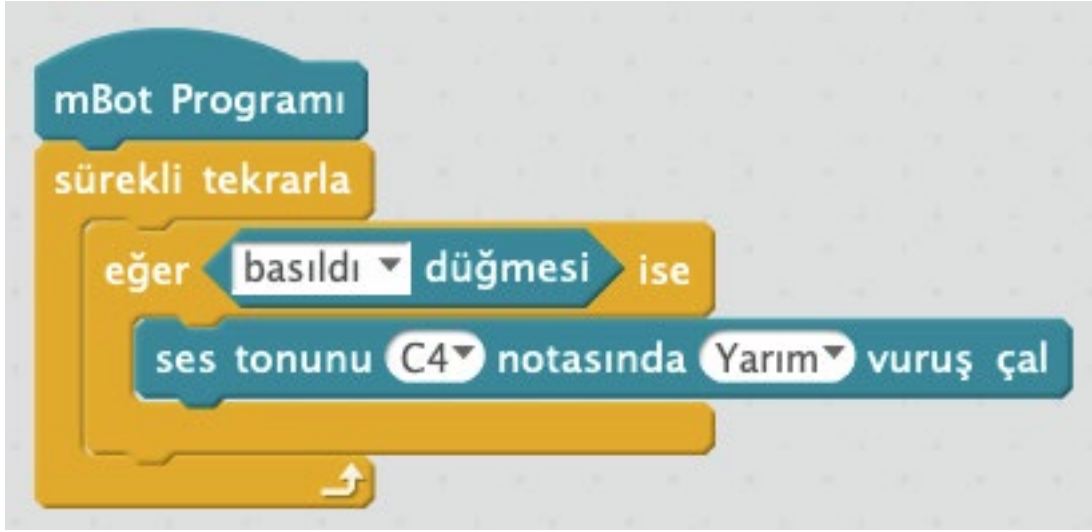 mBot Programı
sürekli tekrarla
eğer basıldı düğmesi ise
ses tonunu C4 notasında Yarım vuruş çal